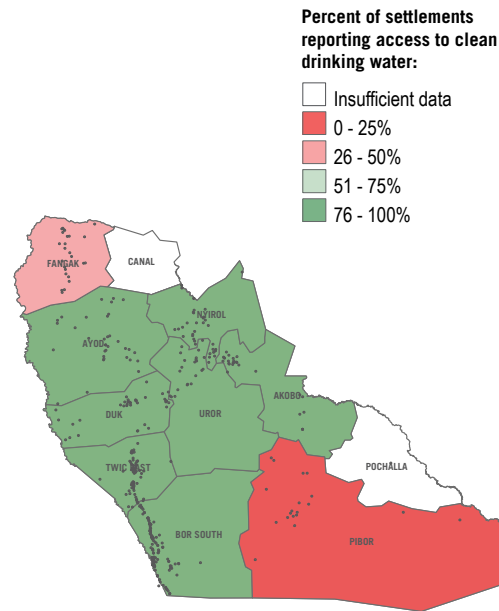 Percent of settlements
reporting access to clean
drinking water:
Insufficient data
0 - 25%
26 - 50%
51 - 75%
76 - 100%
FANGAK
CANAL
NYIROL
AYOD
AKOBO
DUK
UROR
TWIC EAST
POCHALLA
BOR SOUTH
PIBOR